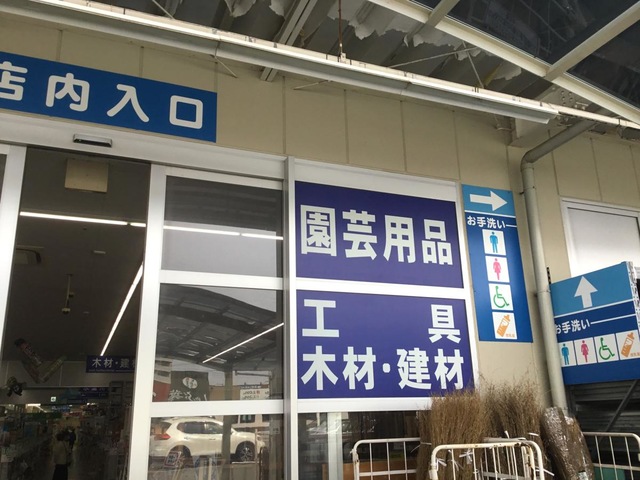 店内入口
園芸用品
工具
木材・建材
お手洗い
お手洗い
木材・建